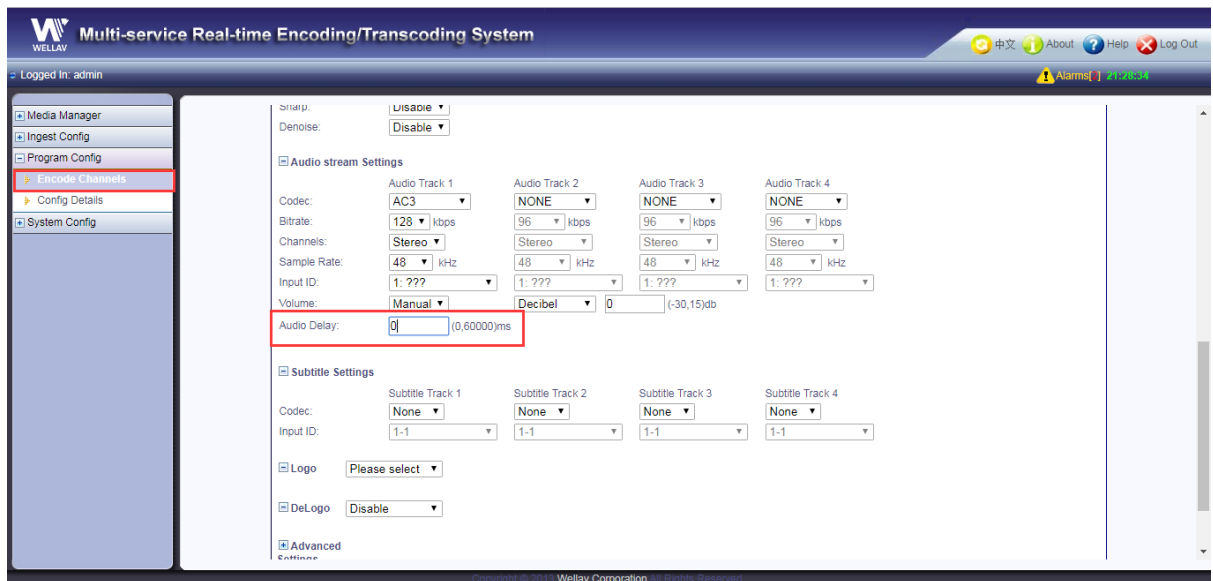 WELLAV
Multi-service Real-time Encoding/Transcoding System
中文 About Help Log Out
Logged In: admin
Alarms[] 21:28:34
Media Manager
Ingest Config
Program Config
Encode Channels
Config Details
System Config
Sharp: Disable
Denoise: Disable
Audio stream Settings
Audio Track 1 Audio Track 2 Audio Track 3 Audio Track 4
Codec: AC3 NONE NONE NONE
Bitrate: 128 kbps 96 kbps 96 kbps 96 kbps
Channels: Stereo Stereo Stereo Stereo
Sample Rate: 48 kHz 48 kHz 48 kHz 48 kHz
Input ID: 1: ??? 1: ??? 1: ??? 1: ???
Volume: Manual Decibel 0 (-30,15)db
Audio Delay: 0 (0,60000)ms
Subtitle Settings
Subtitle Track 1 Subtitle Track 2 Subtitle Track 3 Subtitle Track 4
Codec: None None None None
Input ID: 1-1 1-1 1-1 1-1
Logo Please select
DeLogo Disable
Advanced
Settings
Copyright © 2013 Wellav Corporation All Rights Reserved